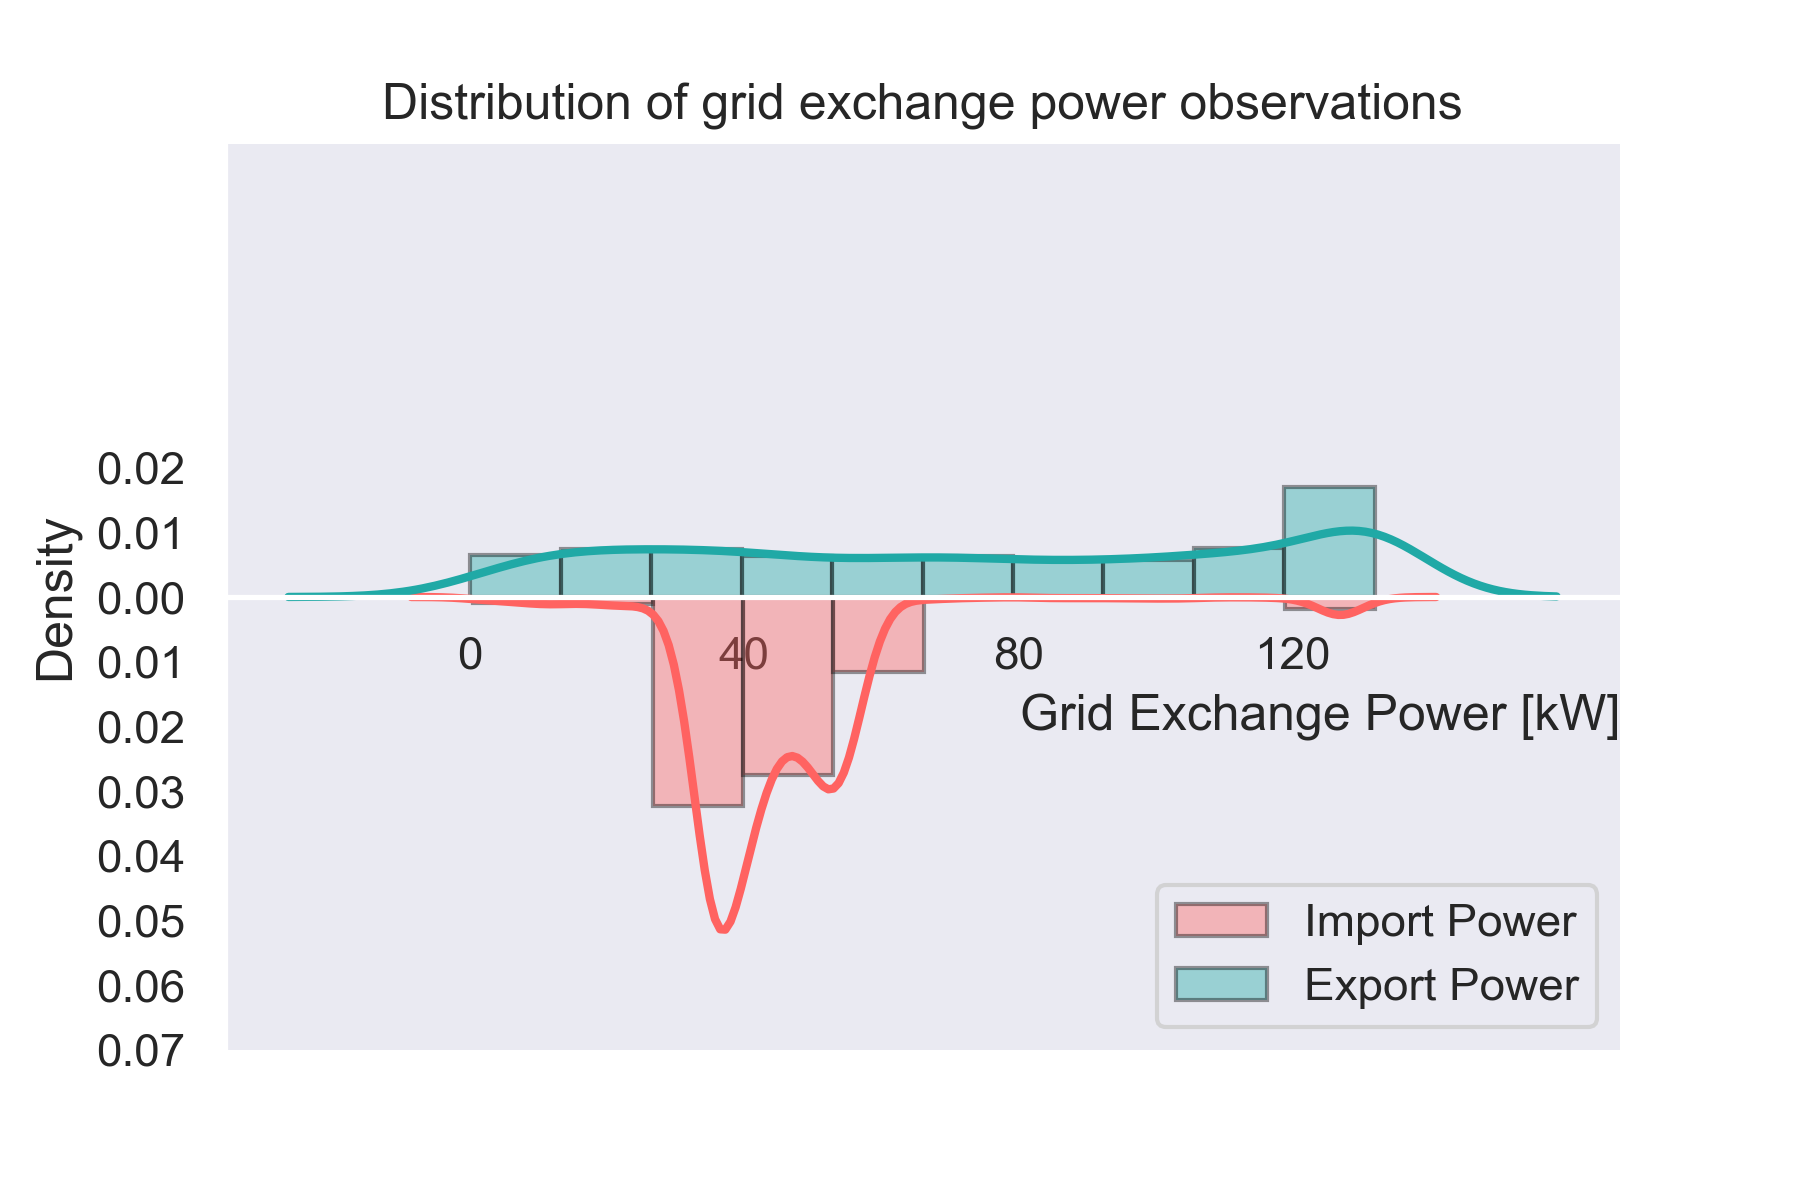 Distribution of grid exchange power observations
0.02
0.01
0.00
0.01
0.02
0.03
0.04
0.05
0.06
0.07
Density
0 40 80 120
Grid Exchange Power [kW]
Import Power
Export Power